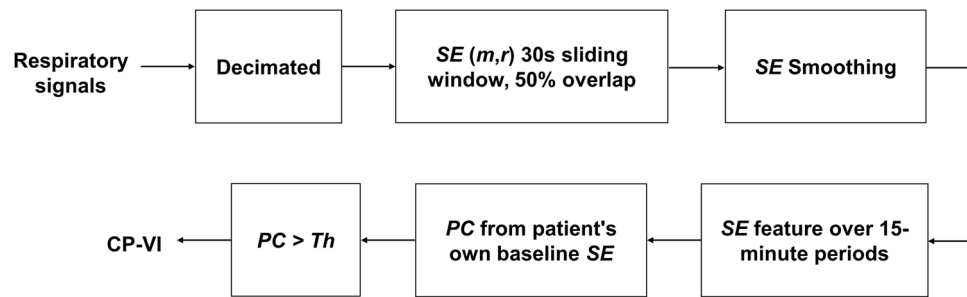 Respiratory
signals
Decimated
SE (m,r) 30s sliding
window, 50% overlap
SE Smoothing
SE feature over 15-
minute periods
PC from patient's
own baseline SE
PC > Th
CP-VI